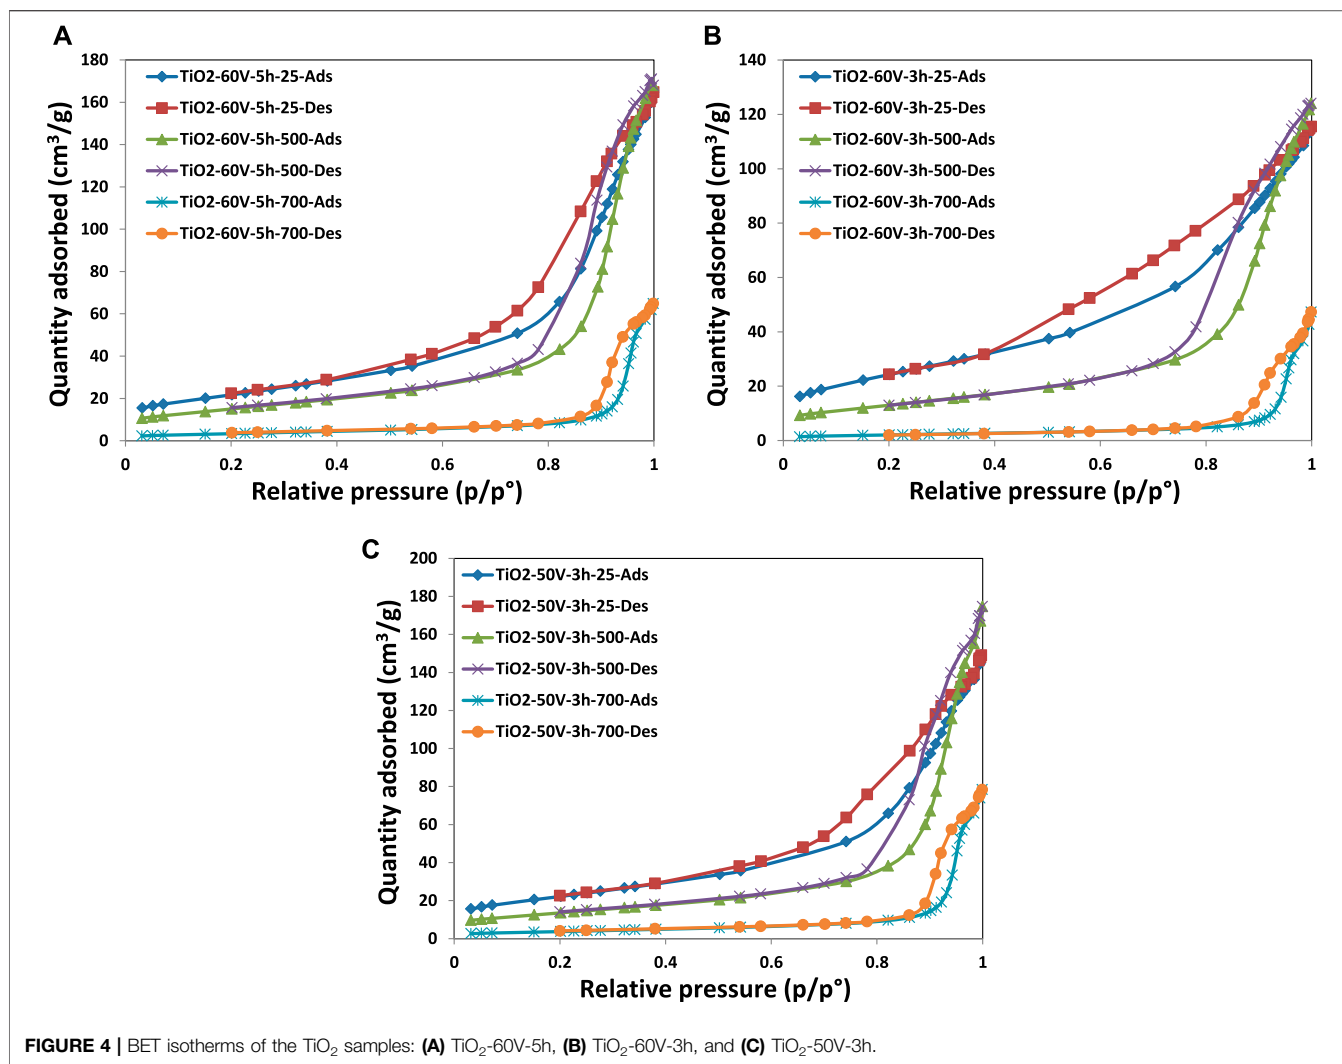 A
180
160
140
120
100
80
60
40
20
0
0 0.2 0.4 0.6 0.8 1
Quantity adsorbed (cm³/g)
Relative pressure (p/p°)
TiO2-60V-5h-25-Ads
TiO2-60V-5h-25-Des
TiO2-60V-5h-500-Ads
TiO2-60V-5h-500-Des
TiO2-60V-5h-700-Ads
TiO2-60V-5h-700-Des
B
140
120
100
80
60
40
20
0
0 0.2 0.4 0.6 0.8 1
Quantity adsorbed (cm³/g)
Relative pressure (p/p°)
TiO2-60V-3h-25-Ads
TiO2-60V-3h-25-Des
TiO2-60V-3h-500-Ads
TiO2-60V-3h-500-Des
TiO2-60V-3h-700-Ads
TiO2-60V-3h-700-Des
C
200
180
160
140
120
100
80
60
40
20
0
0 0.2 0.4 0.6 0.8 1
Quantity adsorbed (cm³/g)
Relative pressure (p/p°)
TiO2-50V-3h-25-Ads
TiO2-50V-3h-25-Des
TiO2-50V-3h-500-Ads
TiO2-50V-3h-500-Des
TiO2-50V-3h-700-Ads
TiO2-50V-3h-700-Des
FIGURE 4 | BET isotherms of the TiO₂ samples: (A) TiO₂-60V-5h, (B) TiO₂-60V-3h, and (C) TiO₂-50V-3h.